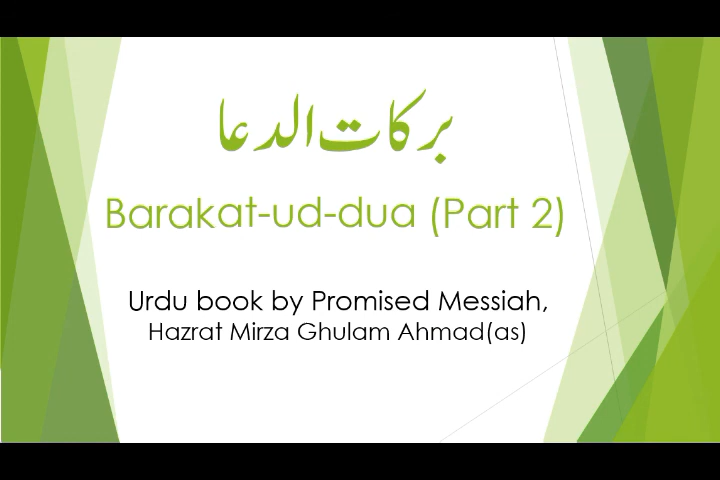 برکات الدعا
Barakat-ud-dua (Part 2)
Urdu book by Promised Messiah,
Hazrat Mirza Ghulam Ahmad(as)